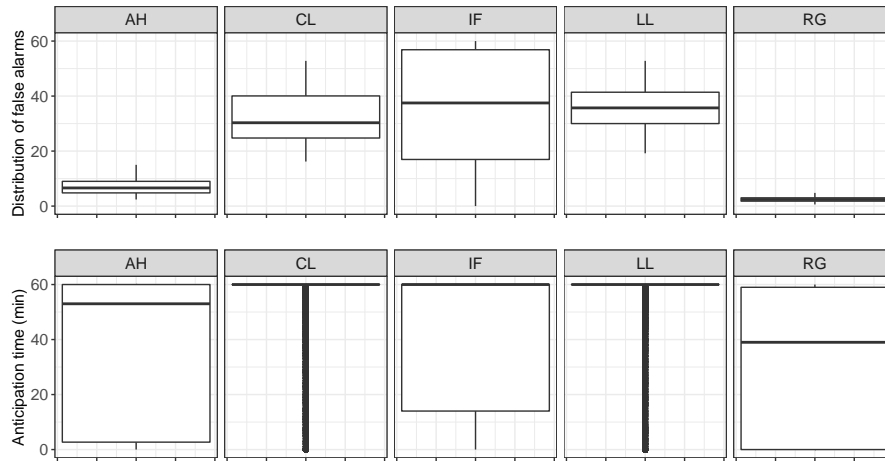 AH CL IF LL RG
Distribution of false alarms
60
40
20
0
AH CL IF LL RG
Anticipation time (min)
60
40
20
0